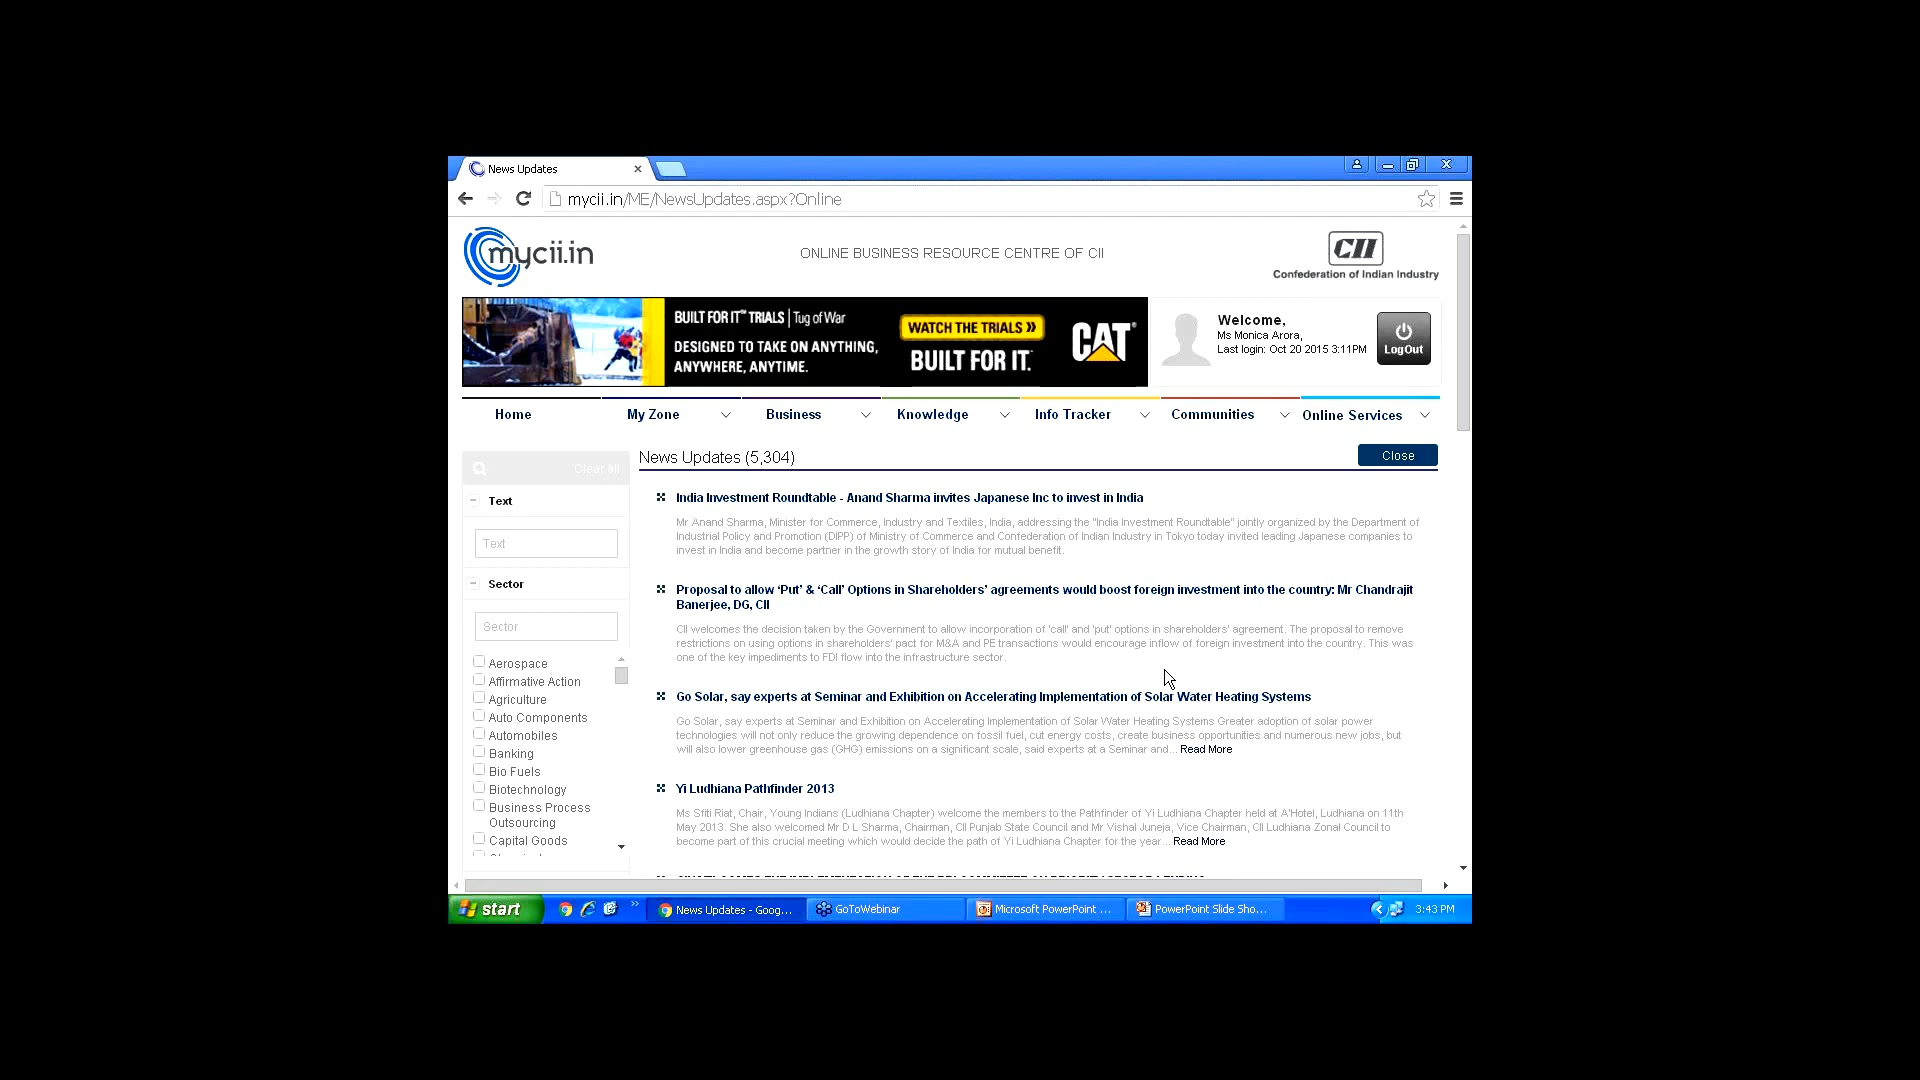 News Updates
mycii.in/ME/NewsUpdates.aspx?Online
mycii.in
ONLINE BUSINESS RESOURCE CENTRE OF CII
CII
Confederation of Indian Industry
BUILT FOR IT™ TRIALS | Tug of War
DESIGNED TO TAKE ON ANYTHING,
ANYWHERE, ANYTIME.
WATCH THE TRIALS »
BUILT FOR IT.
CAT®
Welcome,
Ms Monica Arora,
Last login: Oct 20 2015 3:11PM
LogOut
Home
My Zone
Business
Knowledge
Info Tracker
Communities
Online Services
Clear all
Text
Text
Sector
Sector
Aerospace
Affirmative Action
Agriculture
Auto Components
Automobiles
Banking
Bio Fuels
Biotechnology
Business Process
Outsourcing
Capital Goods
News Updates (5,304)
Close
India Investment Roundtable - Anand Sharma invites Japanese Inc to invest in India
Mr Anand Sharma, Minister for Commerce, Industry and Textiles, India, addressing the "India Investment Roundtable" jointly organized by the Department of
Industrial Policy and Promotion (DIPP) of Ministry of Commerce and Confederation of Indian Industry in Tokyo today invited leading Japanese companies to
invest in India and become partner in the growth story of India for mutual benefit.
Proposal to allow ‘Put’ & ‘Call’ Options in Shareholders’ agreements would boost foreign investment into the country: Mr Chandrajit
Banerjee, DG, CII
CII welcomes the decision taken by the Government to allow incorporation of 'call' and 'put' options in shareholders' agreement. The proposal to remove
restrictions on using options in shareholders' pact for M&A and PE transactions would encourage inflow of foreign investment into the country. This was
one of the key impediments to FDI flow into the infrastructure sector.
Go Solar, say experts at Seminar and Exhibition on Accelerating Implementation of Solar Water Heating Systems
Go Solar, say experts at Seminar and Exhibition on Accelerating Implementation of Solar Water Heating Systems Greater adoption of solar power
technologies will not only reduce the growing dependence on fossil fuel, cut energy costs, create business opportunities and numerous new jobs, but
will also lower greenhouse gas (GHG) emissions on a significant scale, said experts at a Seminar and... Read More
Yi Ludhiana Pathfinder 2013
Ms Sfiti Riat, Chair, Young Indians (Ludhiana Chapter) welcome the members to the Pathfinder of Yi Ludhiana Chapter held at A'Hotel, Ludhiana on 11th
May 2013. She also welcomed Mr D L Sharma, Chairman, CII Punjab State Council and Mr Vishal Juneja, Vice Chairman, CII Ludhiana Zonal Council to
become part of this crucial meeting which would decide the path of Yi Ludhiana Chapter for the year... Read More
start
News Updates - Goog...
GoToWebinar
Microsoft PowerPoint ...
PowerPoint Slide Sho...
3:43 PM